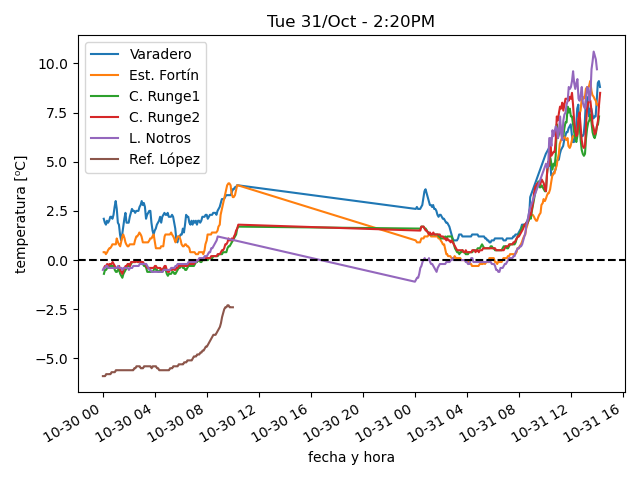 Tue 31/Oct - 2:20PM
Varadero
Est. Fortín
C. Runge1
C. Runge2
L. Notros
Ref. López
temperatura [ºC]
10.0
7.5
5.0
2.5
0.0
−2.5
−5.0
10-30 00
10-30 04
10-30 08
10-30 12
10-30 16
10-30 20
10-31 00
10-31 04
10-31 08
10-31 12
10-31 16
fecha y hora